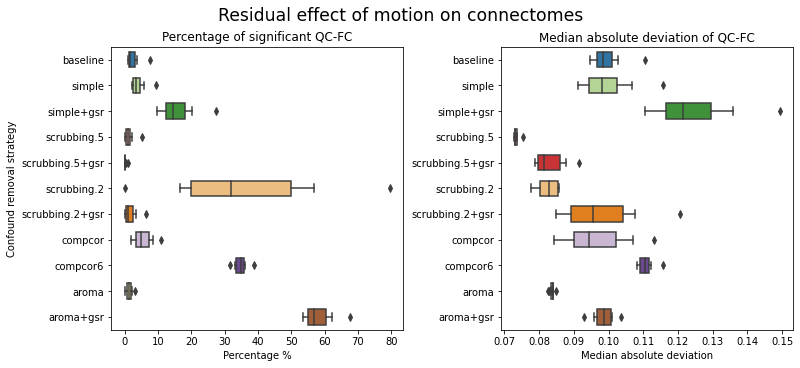 Residual effect of motion on connectomes
Percentage of significant QC-FC
Confound removal strategy
baseline
simple
simple+gsr
scrubbing.5
scrubbing.5+gsr
scrubbing.2
scrubbing.2+gsr
compcor
compcor6
aroma
aroma+gsr
0 10 20 30 40 50 60 70 80
Percentage %
Median absolute deviation of QC-FC
baseline
simple
simple+gsr
scrubbing.5
scrubbing.5+gsr
scrubbing.2
scrubbing.2+gsr
compcor
compcor6
aroma
aroma+gsr
0.07 0.08 0.09 0.10 0.11 0.12 0.13 0.14 0.15
Median absolute deviation